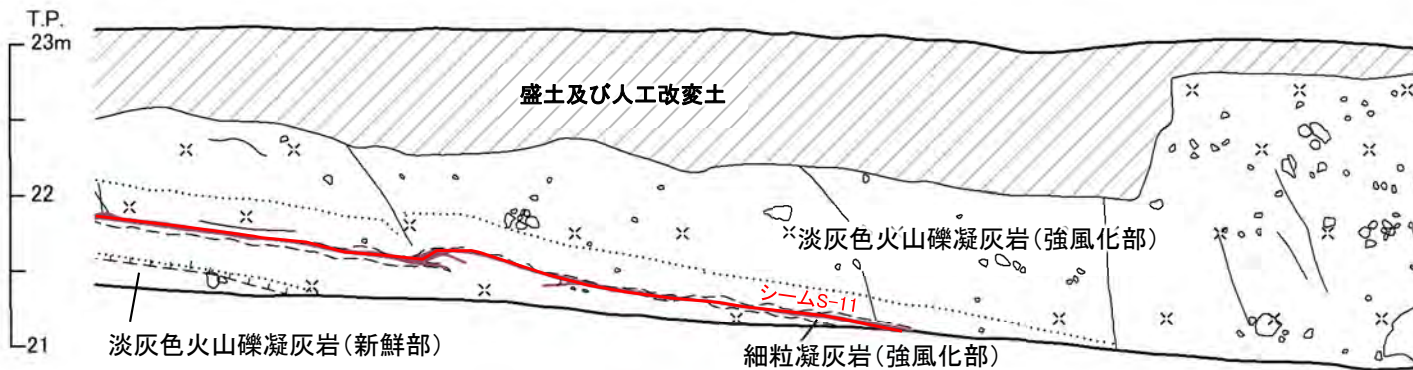 T.P.
23m
盛土及び人工改変土
22
淡灰色火山礫凝灰岩(強風化部)
シームS-11
21
淡灰色火山礫凝灰岩(新鮮部)
細粒凝灰岩(強風化部)